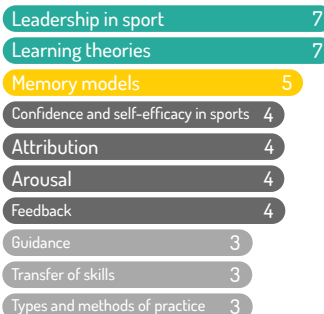 Leadership in sport 7
Learning theories 7
Memory models 5
Confidence and self-efficacy in sports 4
Attribution 4
Arousal 4
Feedback 4
Guidance 3
Transfer of skills 3
Types and methods of practice 3